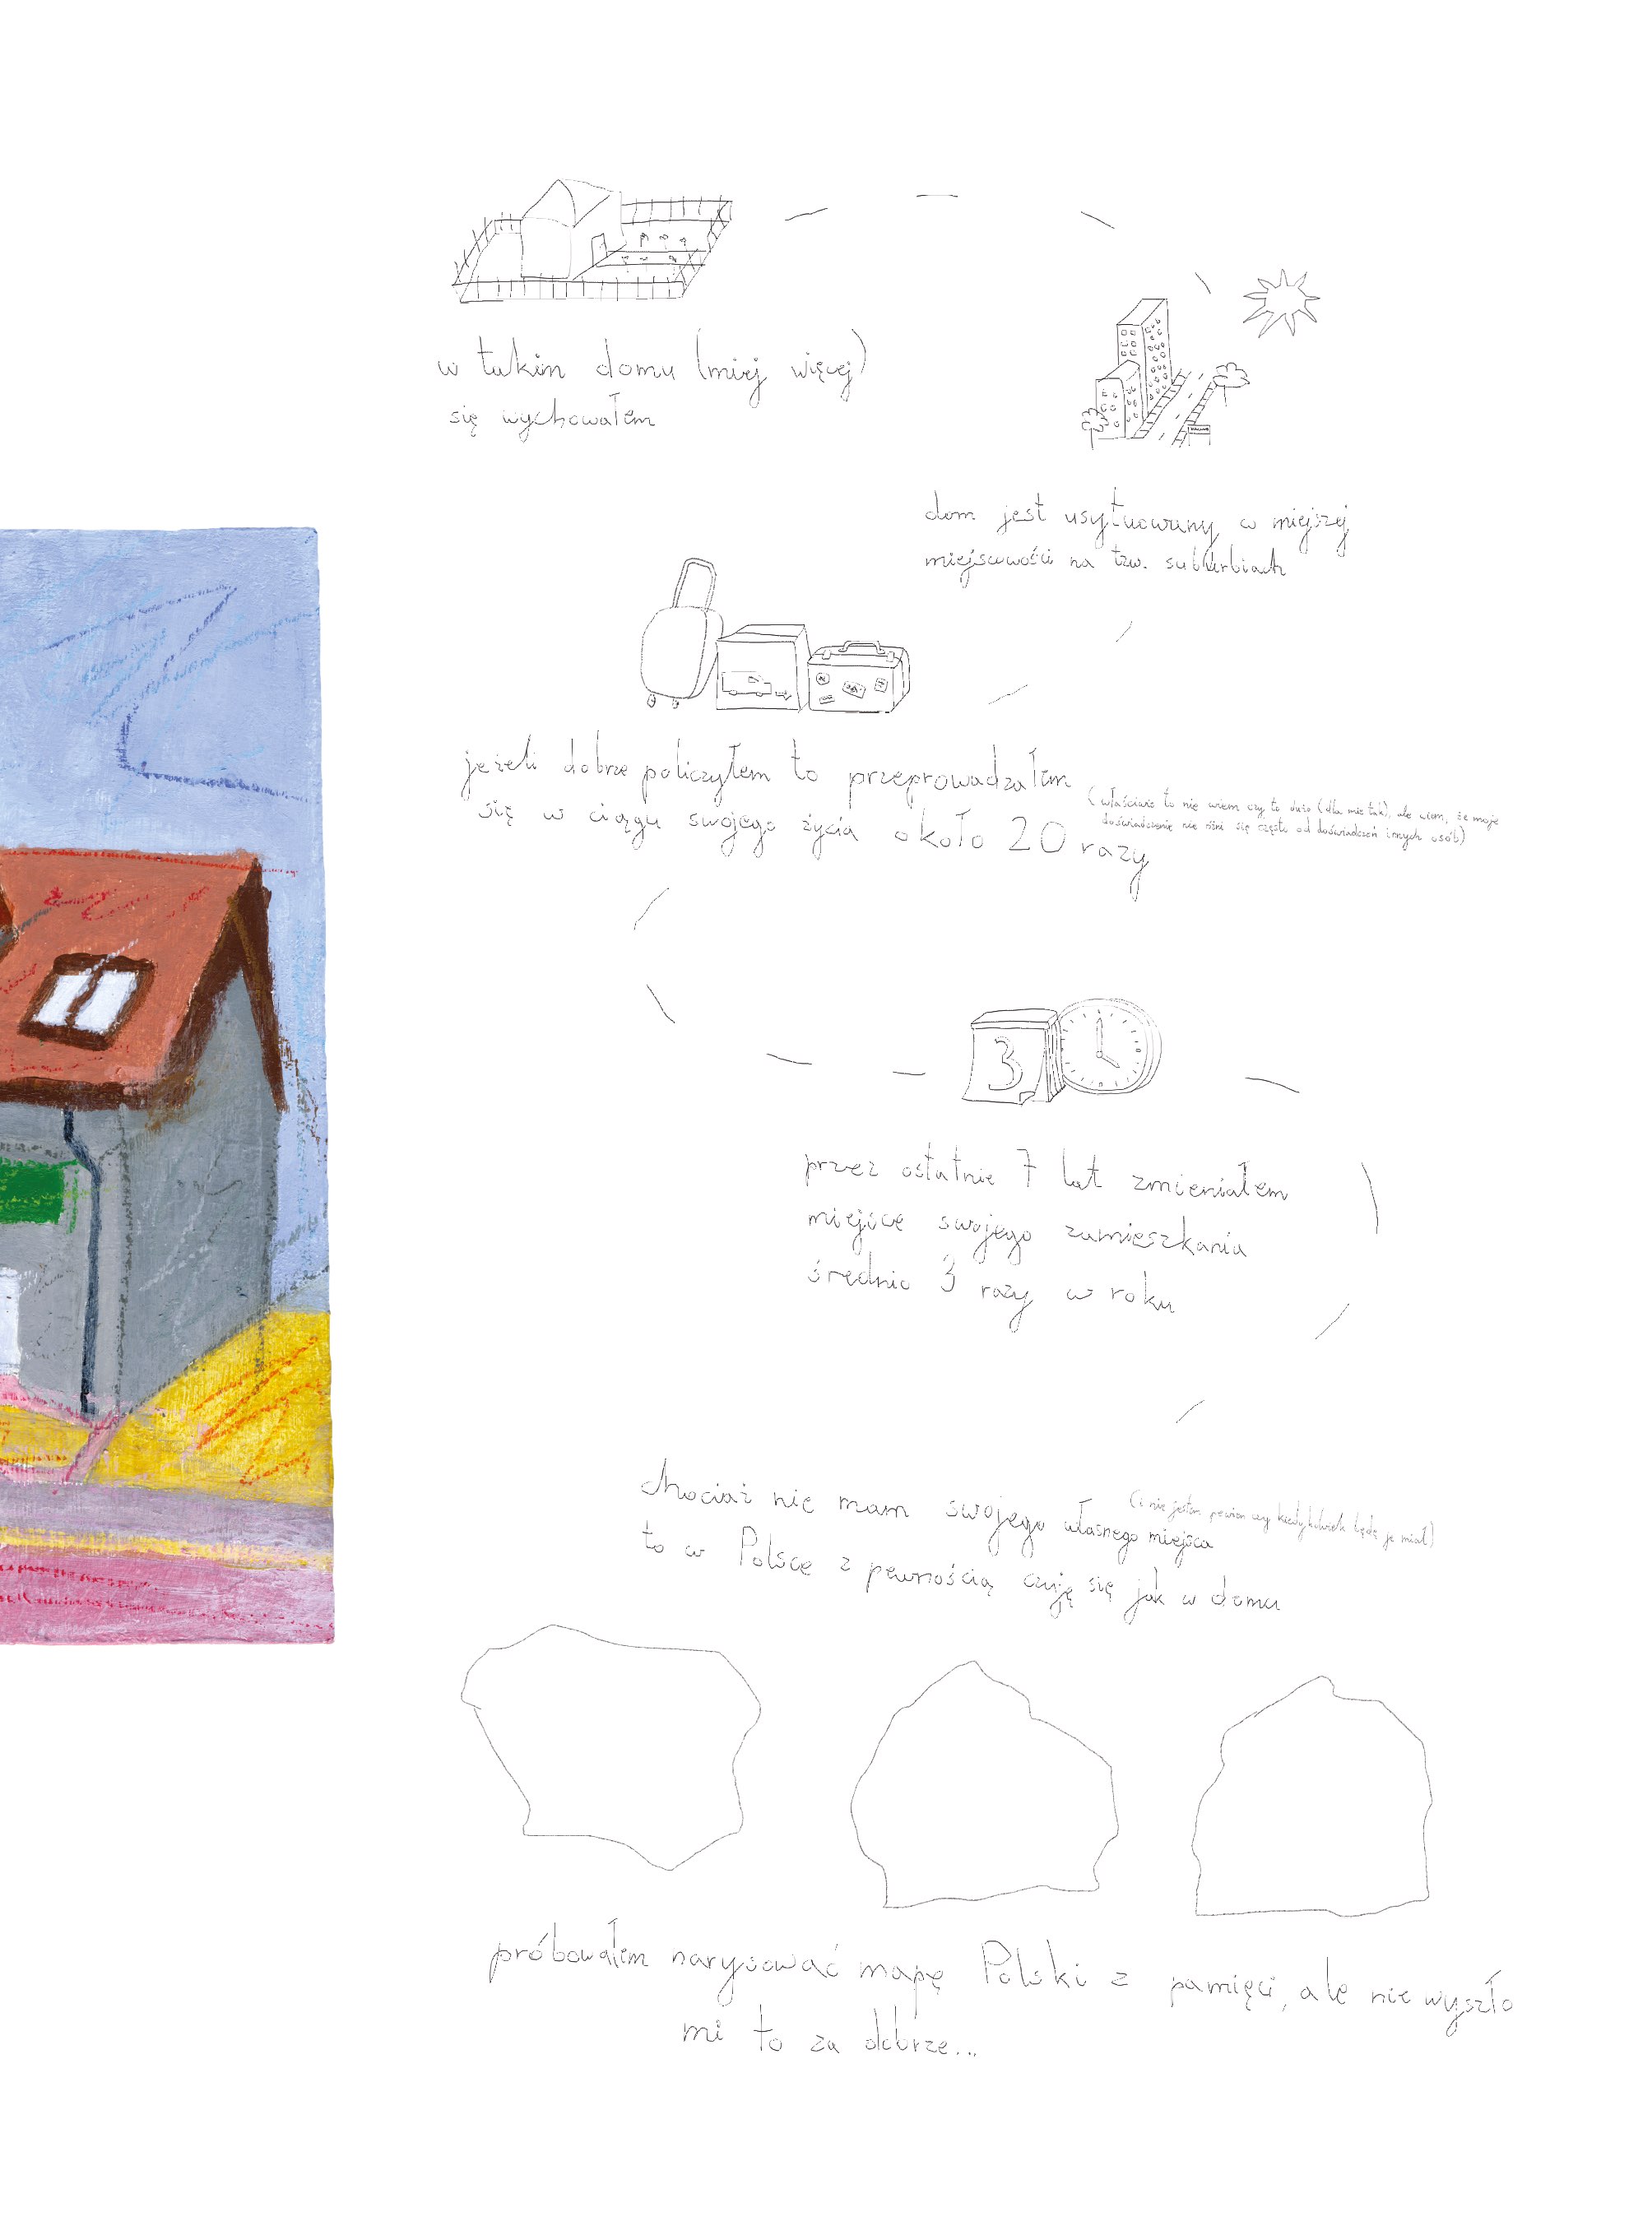 w takim domu (mniej więcej)
się wychowałem
dom jest usytuowany w miejszej
miejscowości na tzw. suburbiach
jeżeli dobrze policzyłem to przeprowadzałem
się w ciągu swojego życia około 20 razy
(właściwie to nie wiem czy to dużo (dla mnie tak), ale wiem, że moje
doświadczenie nie różni się często od doświadczeń innych osób)
3
przez ostatnie 7 lat zmieniałem
miejsce swojego zamieszkania
średnio 3 razy w roku
chociaż nie mam swojego własnego miejsca
(i nie jestem pewien czy kiedykolwiek będę je miał)
to w Polsce z pewnością czuję się jak w domu
próbowałem narysować mapę Polski z pamięci, ale nie wyszło
mi to za dobrze...